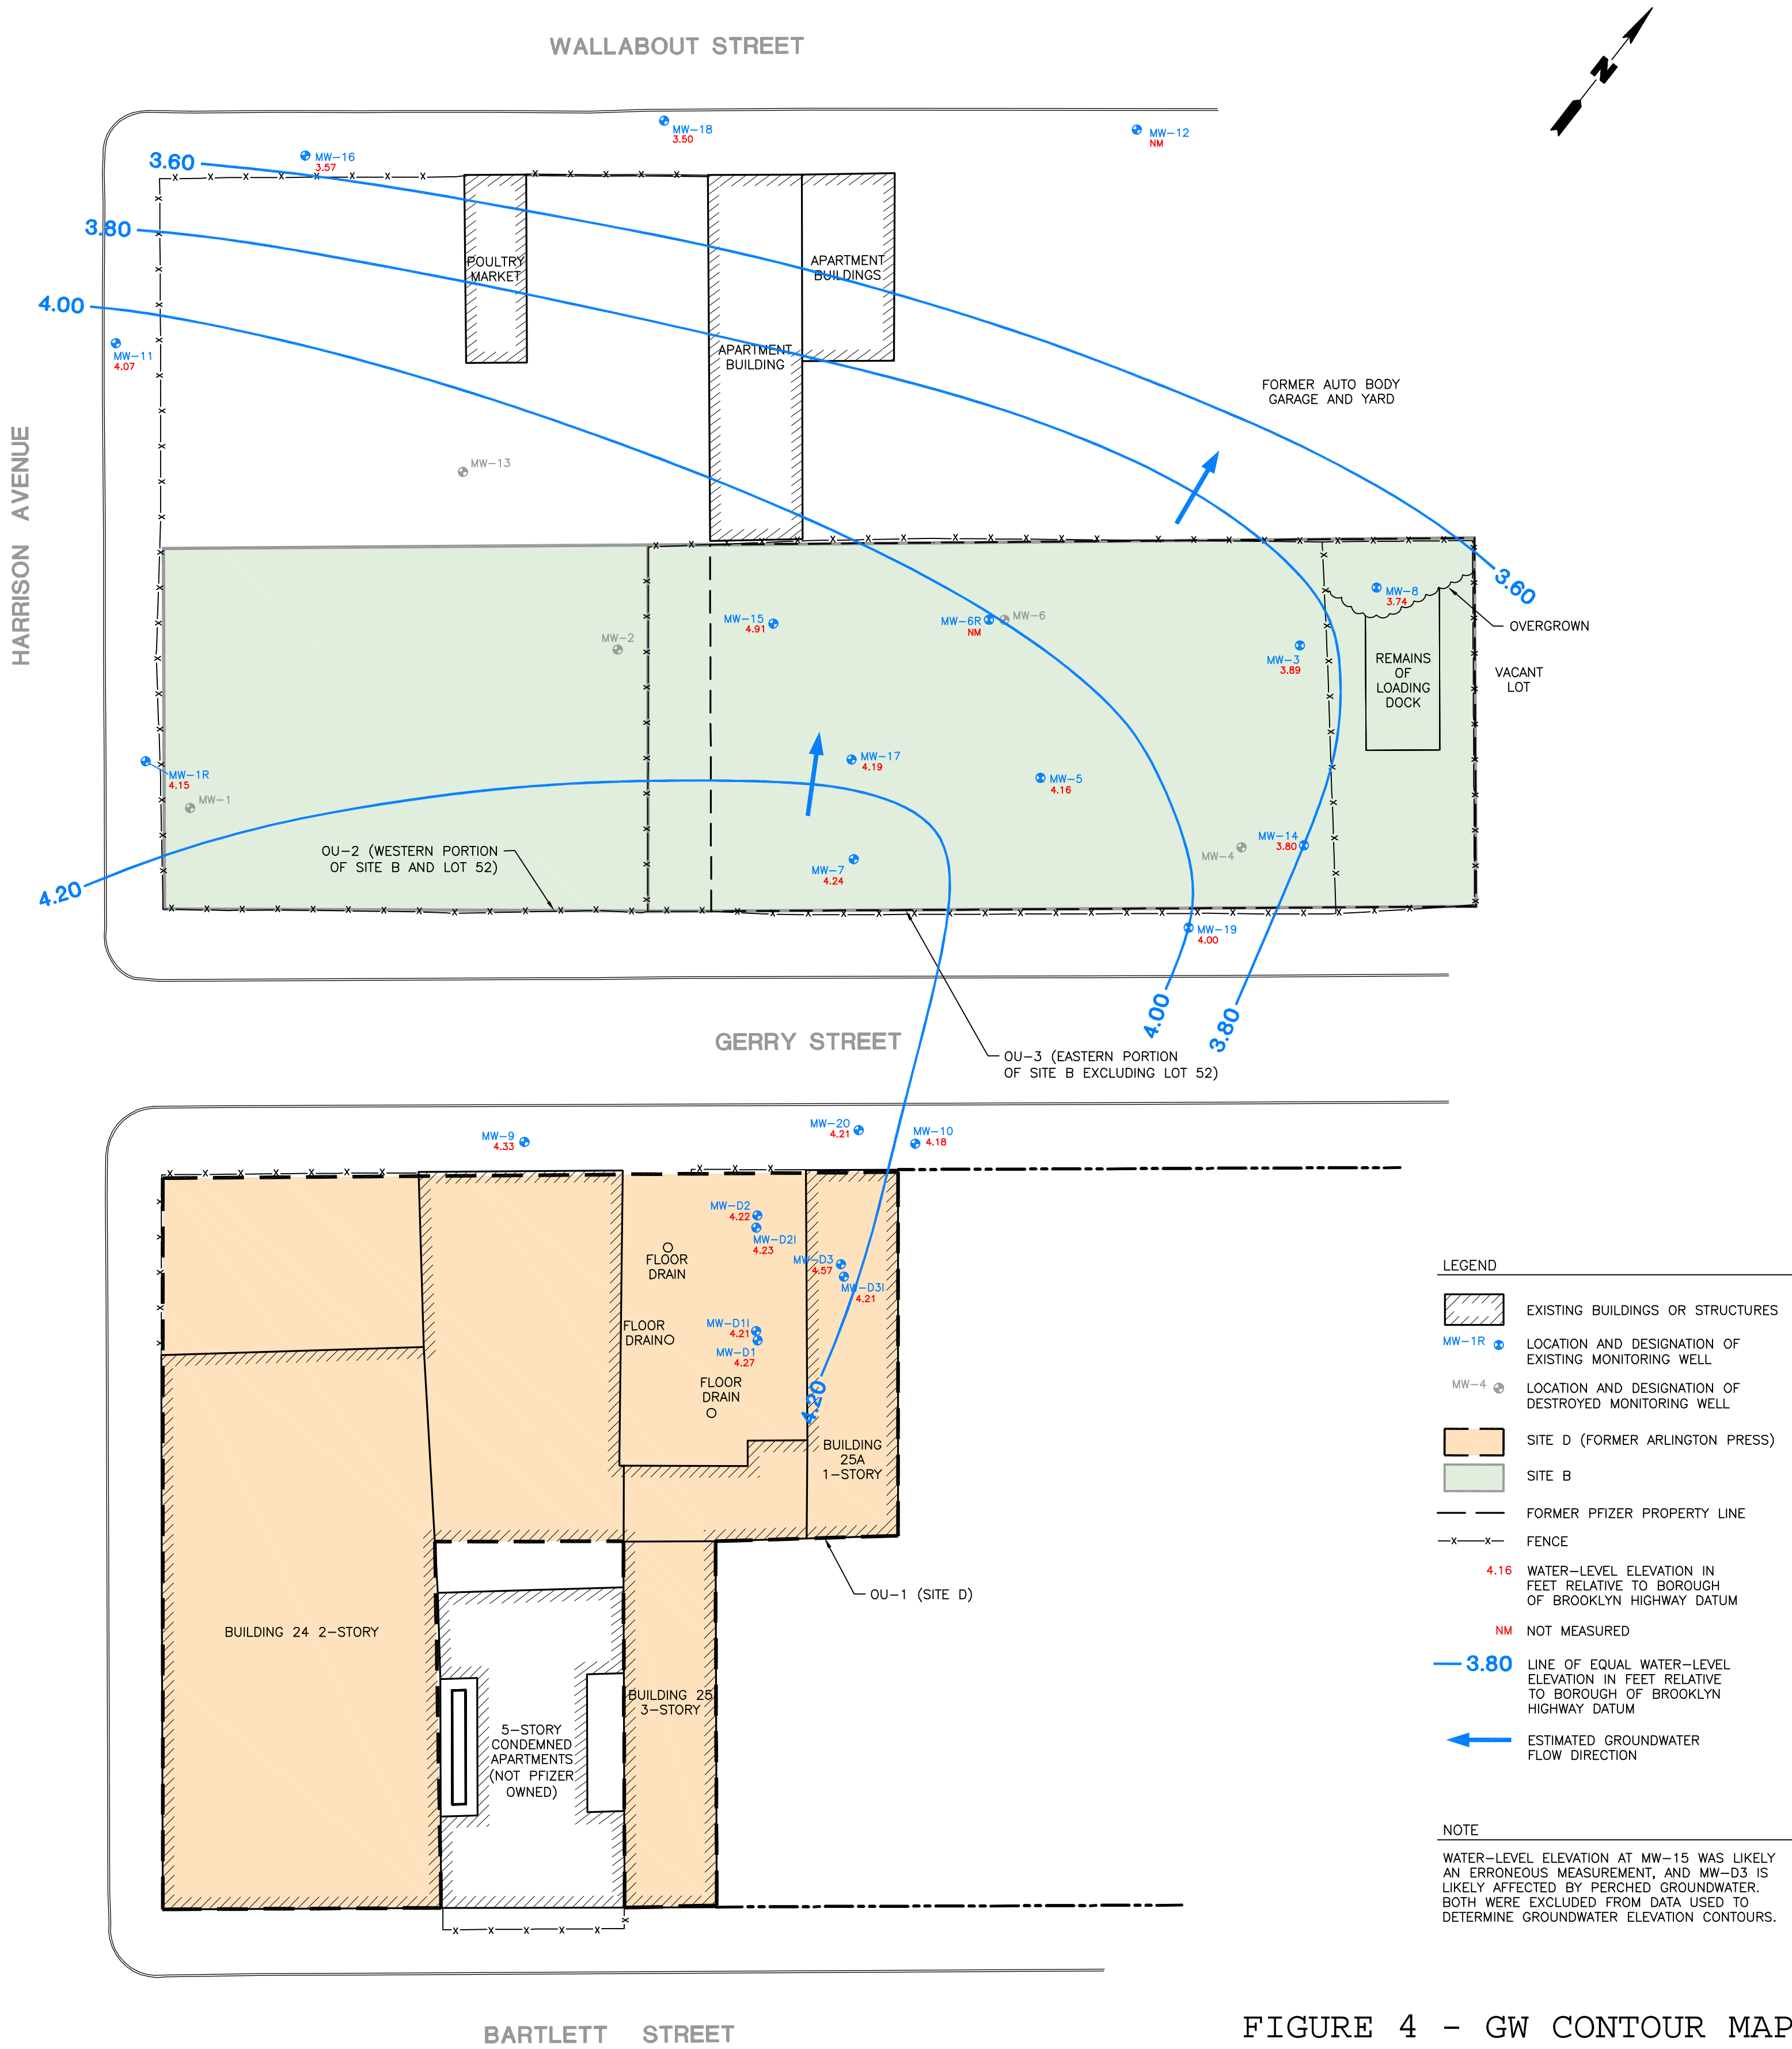 WALLABOUT STREET
N
MW-18
3.50
MW-12
NM
MW-16
3.57
3.60
3.80
4.00
MW-11
4.07
POULTRY
MARKET
APARTMENT
BUILDINGS
APARTMENT
BUILDING
FORMER AUTO BODY
GARAGE AND YARD
HARRISON AVENUE
MW-13
MW-15
4.91
MW-2
MW-6R
NM
MW-6
MW-8
3.74
3.60
OVERGROWN
MW-3
3.89
REMAINS
OF
LOADING
DOCK
VACANT
LOT
MW-1R
4.15
MW-1
MW-17
4.19
MW-5
4.16
OU-2 (WESTERN PORTION
OF SITE B AND LOT 52)
MW-7
4.24
MW-4
MW-14
3.80
4.20
MW-19
4.00
4.00
3.80
GERRY STREET
OU-3 (EASTERN PORTION
OF SITE B EXCLUDING LOT 52)
MW-9
4.33
MW-20
4.21
MW-10
4.18
MW-D2
4.22
MW-D2I
4.23
FLOOR
DRAIN
MW-D3
4.57
MW-D3I
4.21
FLOOR
DRAIN
MW-D1I
4.21
MW-D1
4.27
FLOOR
DRAIN
4.20
BUILDING
25A
1-STORY
OU-1 (SITE D)
BUILDING 24 2-STORY
BUILDING 25
3-STORY
5-STORY
CONDEMNED
APARTMENTS
(NOT PFIZER
OWNED)
LEGEND
EXISTING BUILDINGS OR STRUCTURES
MW-1R
LOCATION AND DESIGNATION OF
EXISTING MONITORING WELL
MW-4
LOCATION AND DESIGNATION OF
DESTROYED MONITORING WELL
SITE D (FORMER ARLINGTON PRESS)
SITE B
FORMER PFIZER PROPERTY LINE
FENCE
4.16
WATER-LEVEL ELEVATION IN
FEET RELATIVE TO BOROUGH
OF BROOKLYN HIGHWAY DATUM
NM NOT MEASURED
3.80
LINE OF EQUAL WATER-LEVEL
ELEVATION IN FEET RELATIVE
TO BOROUGH OF BROOKLYN
HIGHWAY DATUM
ESTIMATED GROUNDWATER
FLOW DIRECTION
NOTE
WATER-LEVEL ELEVATION AT MW-15 WAS LIKELY
AN ERRONEOUS MEASUREMENT, AND MW-D3 IS
LIKELY AFFECTED BY PERCHED GROUNDWATER.
BOTH WERE EXCLUDED FROM DATA USED TO
DETERMINE GROUNDWATER ELEVATION CONTOURS.
BARTLETT STREET
FIGURE 4 - GW CONTOUR MAP